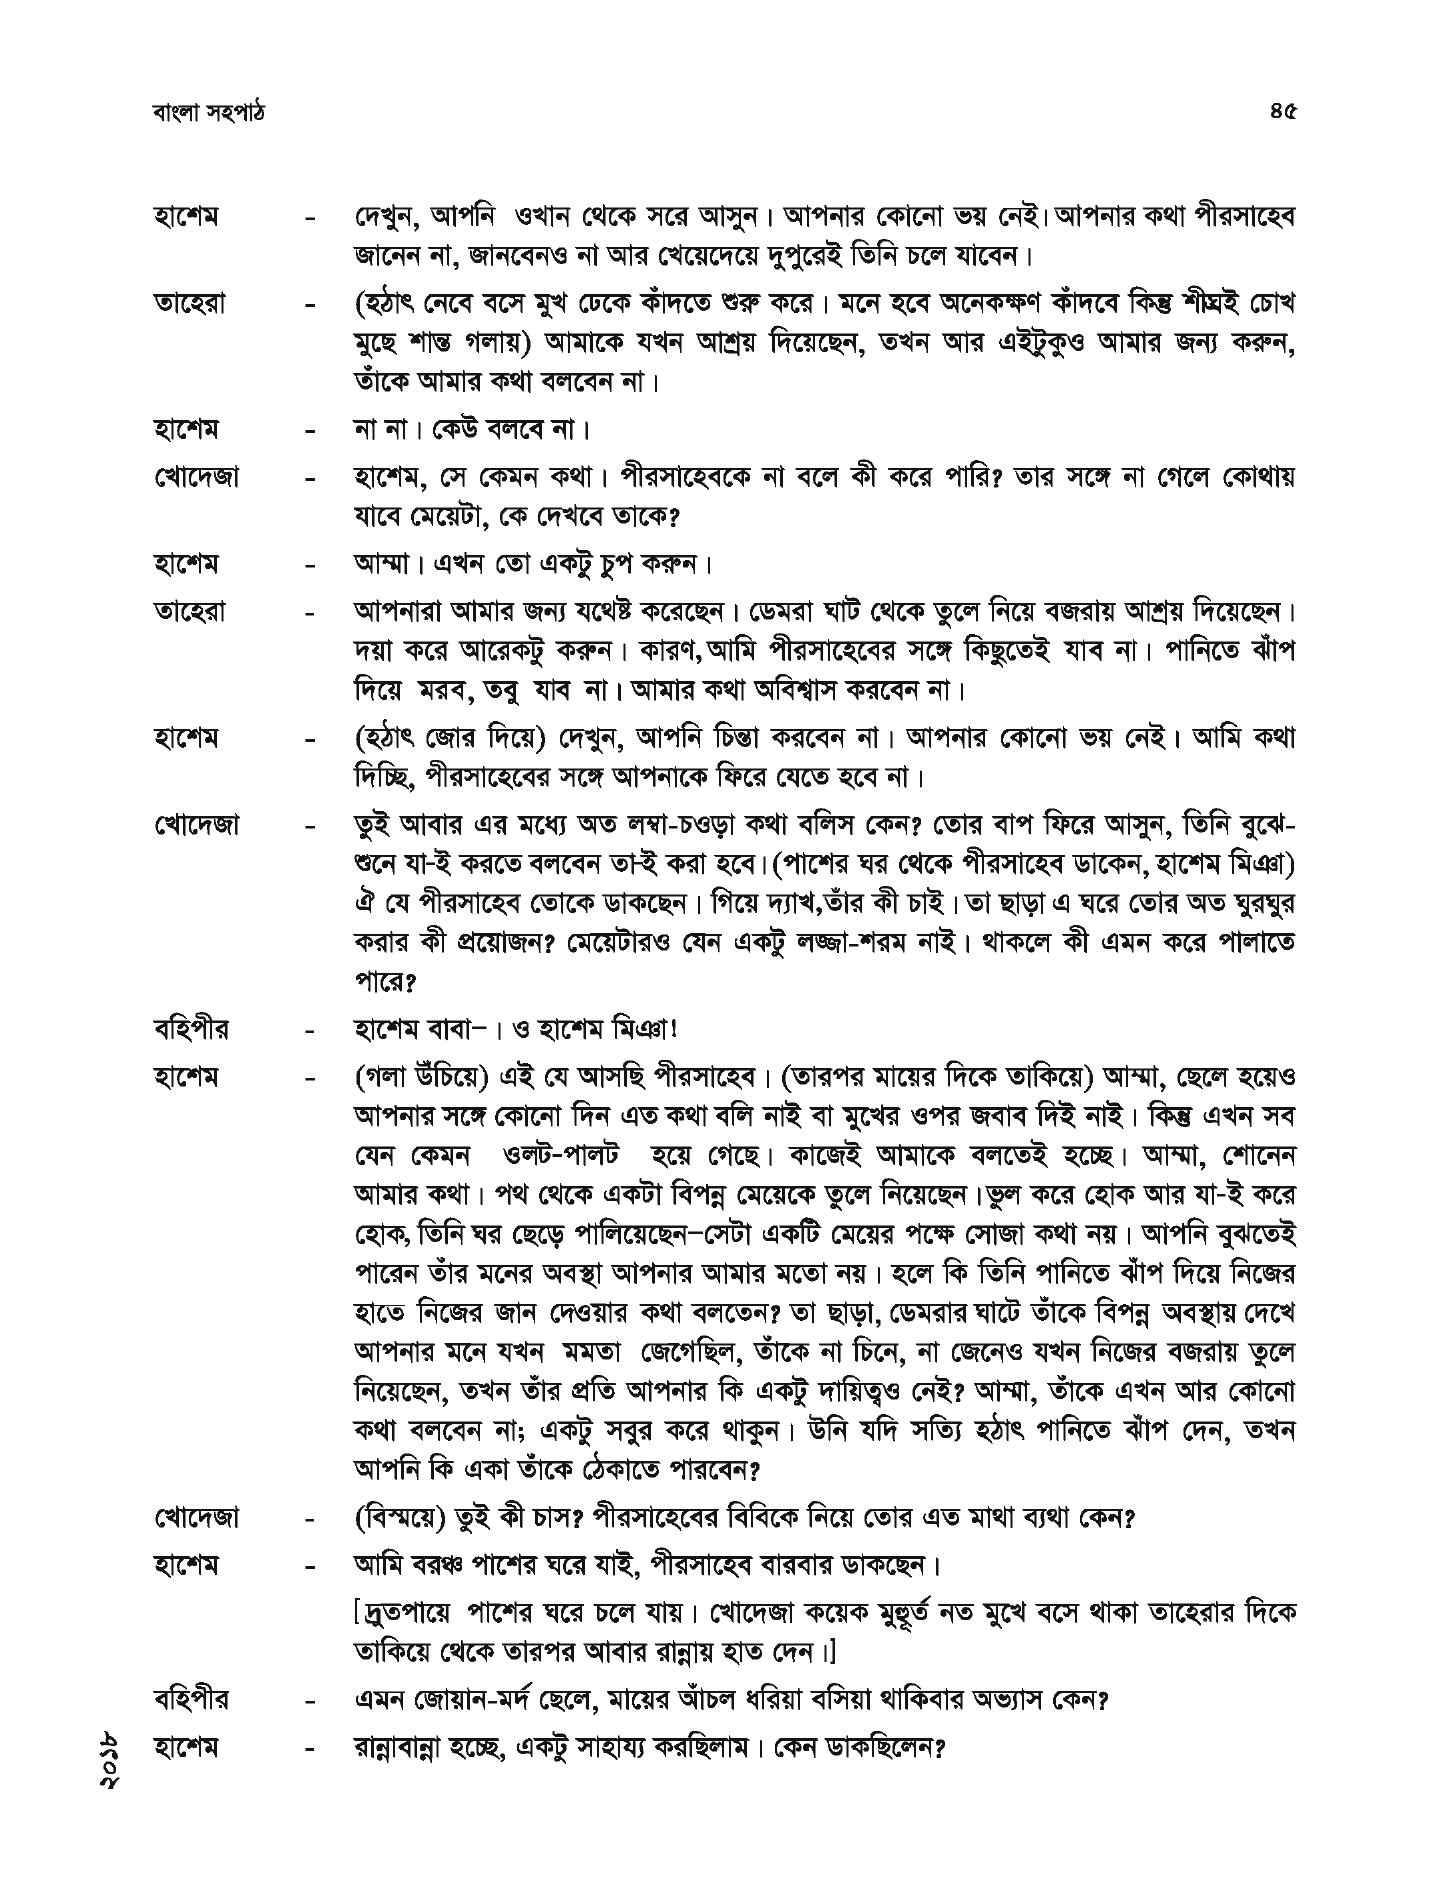 বাংলা সহপাঠ ৪৫
হাশেম - দেখুন, আপনি ওখান থেকে সরে আসুন। আপনার কোনো ভয় নেই। আপনার কথা পীরসাহেব
জানেন না, জানবেনও না আর খেয়েদেয়ে দুপুরেই তিনি চলে যাবেন।
তাহেরা - (হঠাৎ নেবে বসে মুখ ঢেকে কাঁদতে শুরু করে। মনে হবে অনেকক্ষণ কাঁদবে কিন্তু শীঘ্রই চোখ
মুছে শান্ত গলায়) আমাকে যখন আশ্রয় দিয়েছেন, তখন আর এইটুকুও আমার জন্য করুন,
তাঁকে আমার কথা বলবেন না।
হাশেম - না না। কেউ বলবে না।
খোদেজা - হাশেম, সে কেমন কথা। পীরসাহেবকে না বলে কী করে পারি? তার সঙ্গে না গেলে কোথায়
যাবে মেয়েটা, কে দেখবে তাকে?
হাশেম - আম্মা। এখন তো একটু চুপ করুন।
তাহেরা - আপনারা আমার জন্য যথেষ্ট করেছেন। ডেমরা ঘাট থেকে তুলে নিয়ে বজরায় আশ্রয় দিয়েছেন।
দয়া করে আরেকটু করুন। কারণ, আমি পীরসাহেবের সঙ্গে কিছুতেই যাব না। পানিতে ঝাঁপ
দিয়ে মরব, তবু যাব না। আমার কথা অবিশ্বাস করবেন না।
হাশেম - (হঠাৎ জোর দিয়ে) দেখুন, আপনি চিন্তা করবেন না। আপনার কোনো ভয় নেই। আমি কথা
দিচ্ছি, পীরসাহেবের সঙ্গে আপনাকে ফিরে যেতে হবে না।
খোদেজা - তুই আবার এর মধ্যে অত লম্বা-চওড়া কথা বলিস কেন? তোর বাপ ফিরে আসুন, তিনি বুঝে-
শুনে যা-ই করতে বলবেন তা-ই করা হবে। (পাশের ঘর থেকে পীরসাহেব ডাকেন, হাশেম মিঞা)
ঐ যে পীরসাহেব তোকে ডাকছেন। গিয়ে দ্যাখ,তাঁর কী চাই। তা ছাড়া এ ঘরে তোর অত ঘুরঘুর
করার কী প্রয়োজন? মেয়েটারও যেন একটু লজ্জা-শরম নাই। থাকলে কী এমন করে পালাতে
পারে?
বহিপীর - হাশেম বাবা–। ও হাশেম মিঞা!
হাশেম - (গলা উঁচিয়ে) এই যে আসছি পীরসাহেব। (তারপর মায়ের দিকে তাকিয়ে) আম্মা, ছেলে হয়েও
আপনার সঙ্গে কোনো দিন এত কথা বলি নাই বা মুখের ওপর জবাব দিই নাই। কিন্তু এখন সব
যেন কেমন ওলট-পালট হয়ে গেছে। কাজেই আমাকে বলতেই হচ্ছে। আম্মা, শোনেন
আমার কথা। পথ থেকে একটা বিপন্ন মেয়েকে তুলে নিয়েছেন। ভুল করে হোক আর যা-ই করে
হোক, তিনি ঘর ছেড়ে পালিয়েছেন–সেটা একটি মেয়ের পক্ষে সোজা কথা নয়। আপনি বুঝতেই
পারেন তাঁর মনের অবস্থা আপনার আমার মতো নয়। হলে কি তিনি পানিতে ঝাঁপ দিয়ে নিজের
হাতে নিজের জান দেওয়ার কথা বলতেন? তা ছাড়া, ডেমরার ঘাটে তাঁকে বিপন্ন অবস্থায় দেখে
আপনার মনে যখন মমতা জেগেছিল, তাঁকে না চিনে, না জেনেও যখন নিজের বজরায় তুলে
নিয়েছেন, তখন তাঁর প্রতি আপনার কি একটু দায়িত্বও নেই? আম্মা, তাঁকে এখন আর কোনো
কথা বলবেন না; একটু সবুর করে থাকুন। উনি যদি সত্যি হঠাৎ পানিতে ঝাঁপ দেন, তখন
আপনি কি একা তাঁকে ঠেকাতে পারবেন?
খোদেজা - (বিস্ময়ে) তুই কী চাস? পীরসাহেবের বিবিকে নিয়ে তোর এত মাথা ব্যথা কেন?
হাশেম - আমি বরঞ্চ পাশের ঘরে যাই, পীরসাহেব বারবার ডাকছেন।
[দ্রুতপায়ে পাশের ঘরে চলে যায়। খোদেজা কয়েক মুহূর্ত নত মুখে বসে থাকা তাহেরার দিকে
তাকিয়ে থেকে তারপর আবার রান্নায় হাত দেন।]
বহিপীর - এমন জোয়ান-মর্দ ছেলে, মায়ের আঁচল ধরিয়া বসিয়া থাকিবার অভ্যাস কেন?
হাশেম - রান্নাবান্না হচ্ছে, একটু সাহায্য করছিলাম। কেন ডাকছিলেন?
২০১৮